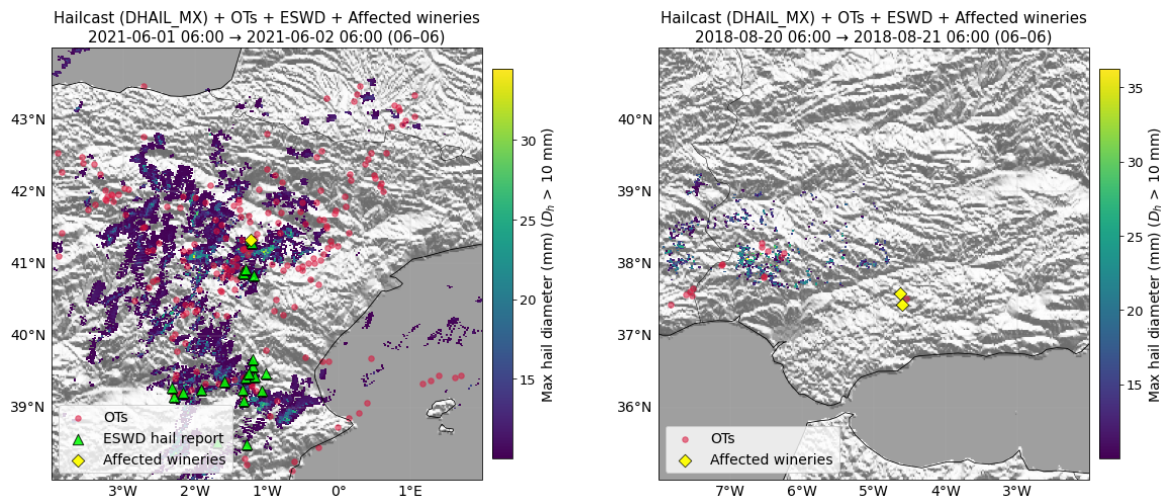 Hailcast (DHAIL_MX) + OTs + ESWD + Affected wineries
2021-06-01 06:00 → 2021-06-02 06:00 (06–06)
43°N
42°N
41°N
40°N
39°N
3°W
2°W
1°W
0°
1°E
OTs
ESWD hail report
Affected wineries
30
25
20
15
Max hail diameter (mm) (Dh > 10 mm)
Hailcast (DHAIL_MX) + OTs + ESWD + Affected wineries
2018-08-20 06:00 → 2018-08-21 06:00 (06–06)
40°N
39°N
38°N
37°N
36°N
7°W
6°W
5°W
4°W
3°W
OTs
Affected wineries
35
30
25
20
15
Max hail diameter (mm) (Dh > 10 mm)